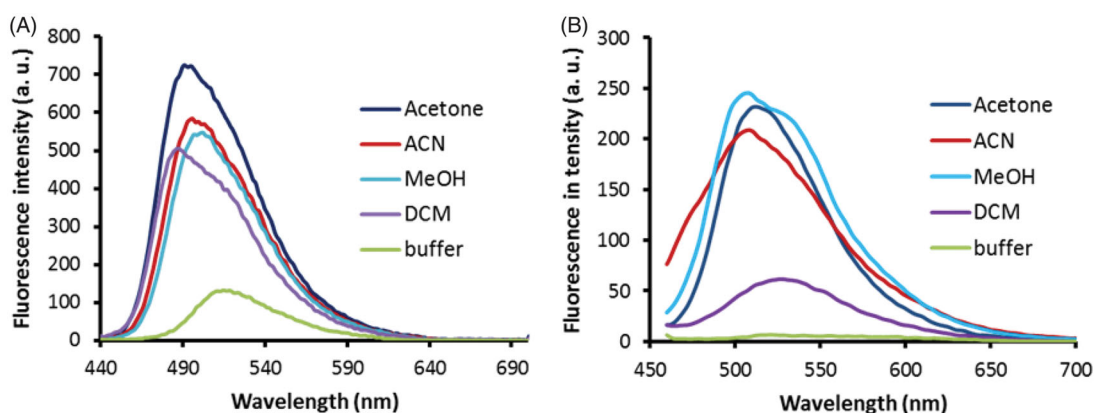 (A)
Fluorescence intensity (a. u.)
800
700
600
500
400
300
200
100
0
440 490 540 590 640 690
Wavelength (nm)
Acetone
ACN
MeOH
DCM
buffer
(B)
Fluorescence in tensity (a. u.)
300
250
200
150
100
50
0
450 500 550 600 650 700
Wavelength (nm)
Acetone
ACN
MeOH
DCM
buffer